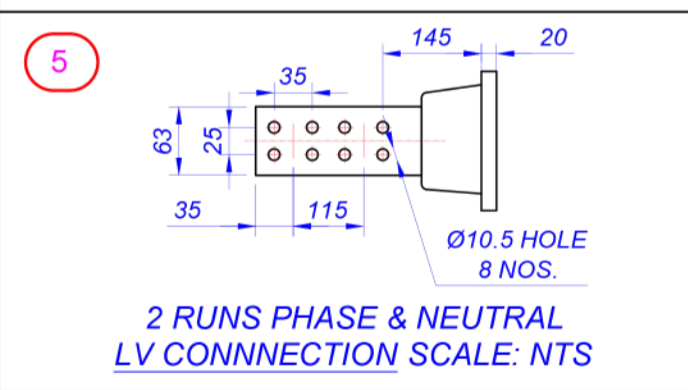 5
145
20
35
63
25
35
115
Ø10.5 HOLE
8 NOS.
2 RUNS PHASE & NEUTRAL
LV CONNNECTION SCALE: NTS